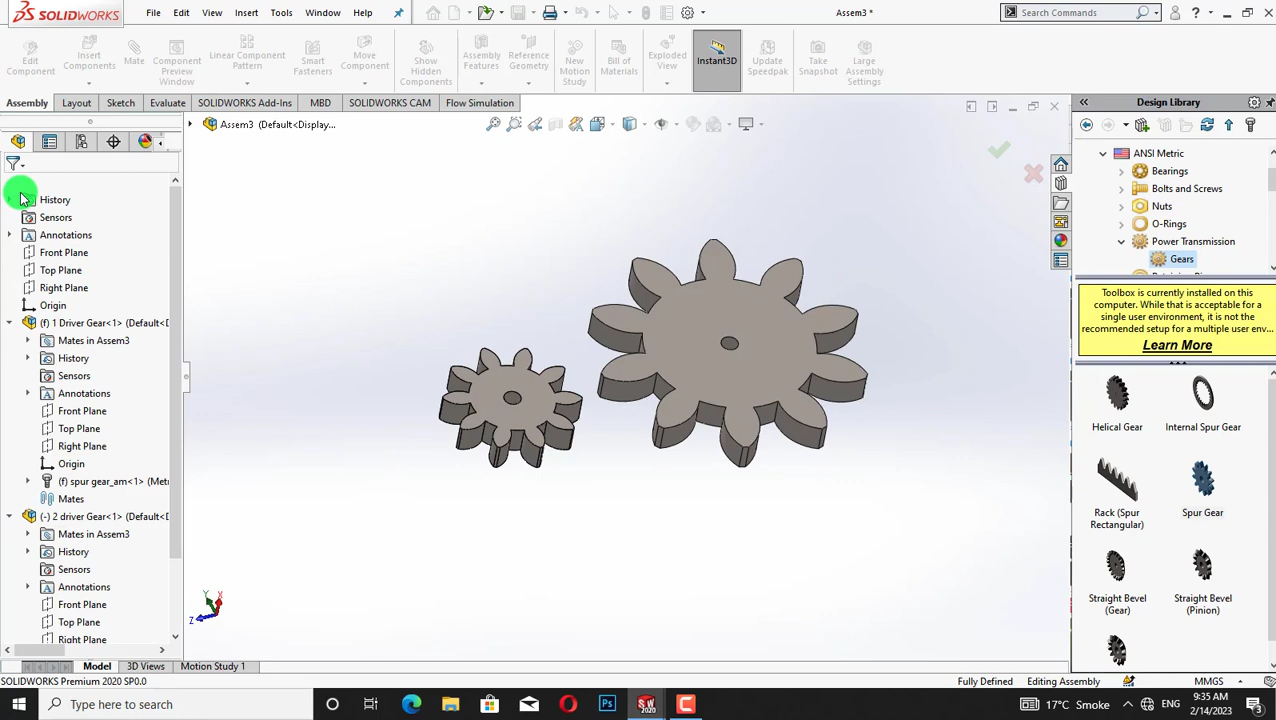 SOLIDWORKS
File
Edit
View
Insert
Tools
Window
Help
Assem3 *
Search Commands
Edit
Component
Insert
Components
Mate
Component
Preview
Window
Linear Component
Pattern
Smart
Fasteners
Move
Component
Show
Hidden
Components
Assembly
Features
Reference
Geometry
New
Motion
Study
Bill of
Materials
Exploded
View
Instant3D
Update
Speedpak
Take
Snapshot
Large
Assembly
Settings
Assembly
Layout
Sketch
Evaluate
SOLIDWORKS Add-Ins
MBD
SOLIDWORKS CAM
Flow Simulation
Assem3 (Default<Display...
History
Sensors
Annotations
Front Plane
Top Plane
Right Plane
Origin
(f) 1 Driver Gear<1> (Default<D
Mates in Assem3
History
Sensors
Annotations
Front Plane
Top Plane
Right Plane
Origin
(f) spur gear_am<1> (Met
Mates
(-) 2 driver Gear<1> (Default<D
Mates in Assem3
History
Sensors
Annotations
Front Plane
Top Plane
Right Plane
Y
X
Z
Design Library
ANSI Metric
Bearings
Bolts and Screws
Nuts
O-Rings
Power Transmission
Gears
Toolbox is currently installed on this
computer. While that is acceptable for a
single user environment, it is not the
recommended setup for a multiple user env...
Learn More
Helical Gear
Internal Spur Gear
Rack (Spur
Rectangular)
Spur Gear
Straight Bevel
(Gear)
Straight Bevel
(Pinion)
Model
3D Views
Motion Study 1
SOLIDWORKS Premium 2020 SP0.0
Fully Defined
Editing Assembly
MMGS
Type here to search
17°C Smoke
ENG
9:35 AM
2/14/2023